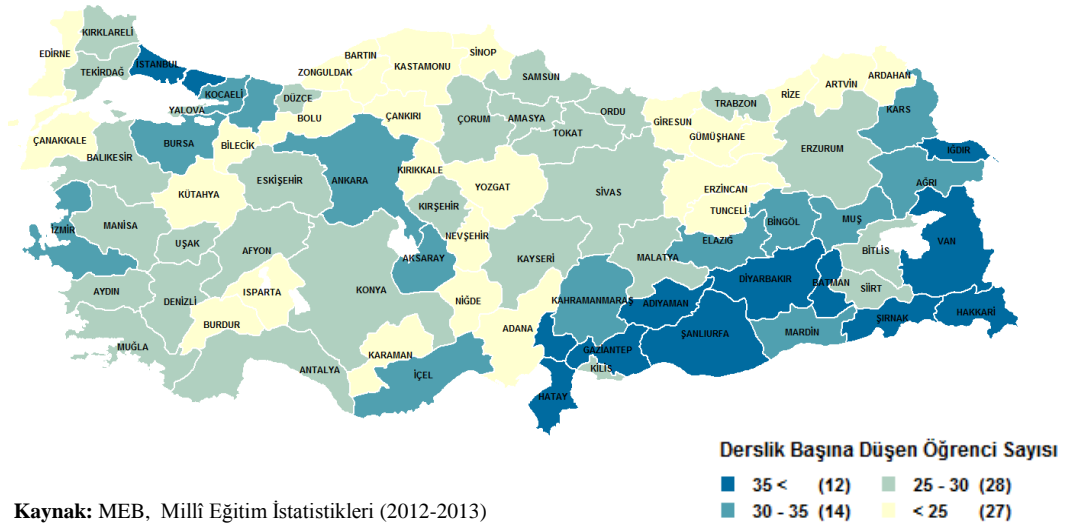 KIRKLARELİ
EDİRNE
TEKİRDAĞ
İSTANBUL
KOCAELİ
YALOVA
DÜZCE
ZONGULDAK
BARTIN
KASTAMONU
SİNOP
SAMSUN
BOLU
ÇANKIRI
ÇORUM
AMASYA
ORDU
TOKAT
GİRESUN
TRABZON
GÜMÜŞHANE
RİZE
ARTVİN
ARDAHAN
KARS
IĞDIR
ÇANAKKALE
BALIKESİR
BURSA
BİLECİK
ESKİŞEHİR
ANKARA
KIRIKKALE
YOZGAT
SİVAS
ERZİNCAN
ERZURUM
AĞRI
KÜTAHYA
KIRŞEHİR
TUNCELİ
BİNGÖL
MUŞ
İZMİR
MANİSA
UŞAK
AFYON
NEVŞEHİR
AKSARAY
KAYSERİ
MALATYA
ELAZIĞ
BİTLİS
VAN
AYDIN
DENİZLİ
ISPARTA
KONYA
NİĞDE
KAHRAMANMARAŞ
ADIYAMAN
DİYARBAKIR
BATMAN
SİİRT
ŞIRNAK
HAKKARİ
MUĞLA
BURDUR
ANTALYA
KARAMAN
İÇEL
ADANA
GAZİANTEP
ŞANLIURFA
MARDİN
KİLİS
HATAY
Derslik Başına Düşen Öğrenci Sayısı
35 < (12) 25 - 30 (28)
30 - 35 (14) < 25 (27)
Kaynak: MEB, Millî Eğitim İstatistikleri (2012-2013)